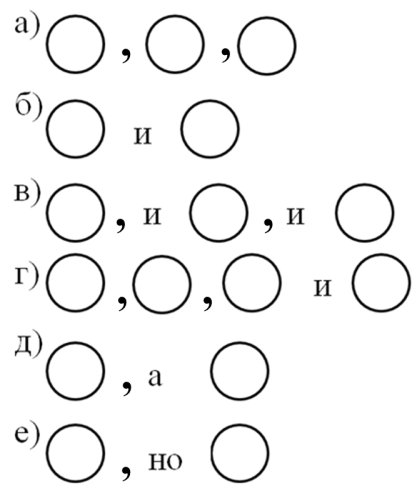 а) , ,
б) и
в) , и , и
г) , , и
д) , а
е) , но